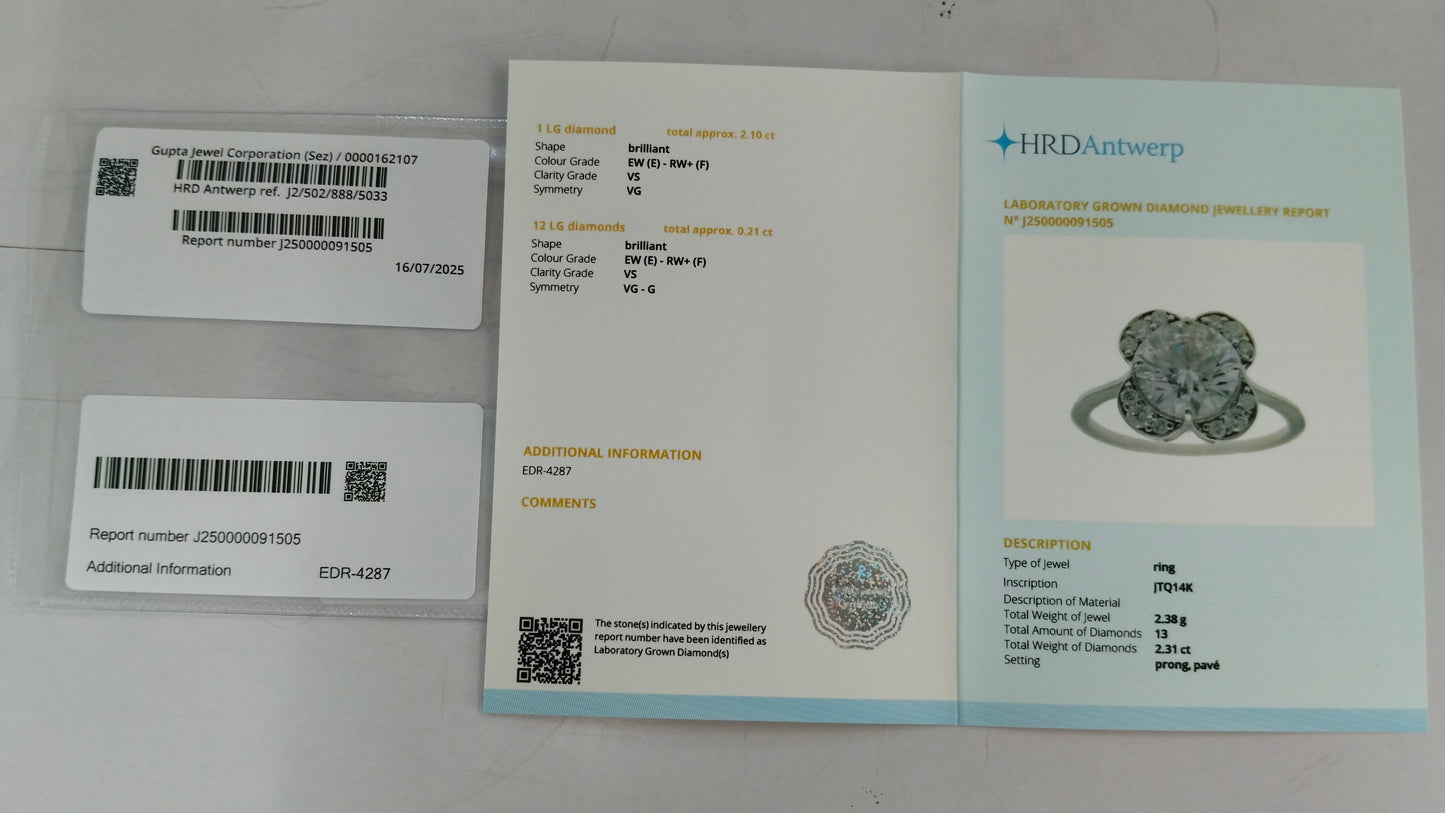 Gupta Jewel Corporation (Sez) / 0000162107
HRD Antwerp ref. J2/502/888/5033
Report number J250000091505
16/07/2025
Report number J250000091505
Additional Information EDR-4287
1 LG diamond total approx. 2.10 ct
Shape brilliant
Colour Grade EW (E) - RW+ (F)
Clarity Grade VS
Symmetry VG
12 LG diamonds total approx. 0.21 ct
Shape brilliant
Colour Grade EW (E) - RW+ (F)
Clarity Grade VS
Symmetry VG - G
ADDITIONAL INFORMATION
EDR-4287
COMMENTS
The stone(s) indicated by this jewellery
report number have been identified as
Laboratory Grown Diamond(s)
HRDAntwerp
LABORATORY GROWN DIAMOND JEWELLERY REPORT
N° J250000091505
DESCRIPTION
Type of Jewel ring
Inscription JTQ14K
Description of Material
Total Weight of Jewel 2.38 g
Total Amount of Diamonds 13
Total Weight of Diamonds 2.31 ct
Setting prong, pavé